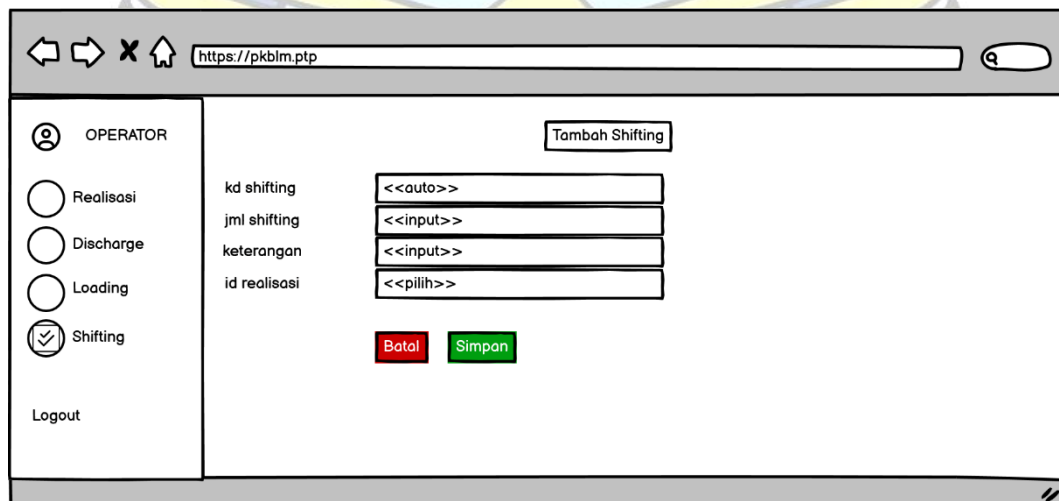 https://pkblm.ptp
OPERATOR
Realisasi
Discharge
Loading
Shifting
Logout
Tambah Shifting
kd shifting <<auto>>
jml shifting <<input>>
keterangan <<input>>
id realisasi <<pilih>>
Batal Simpan